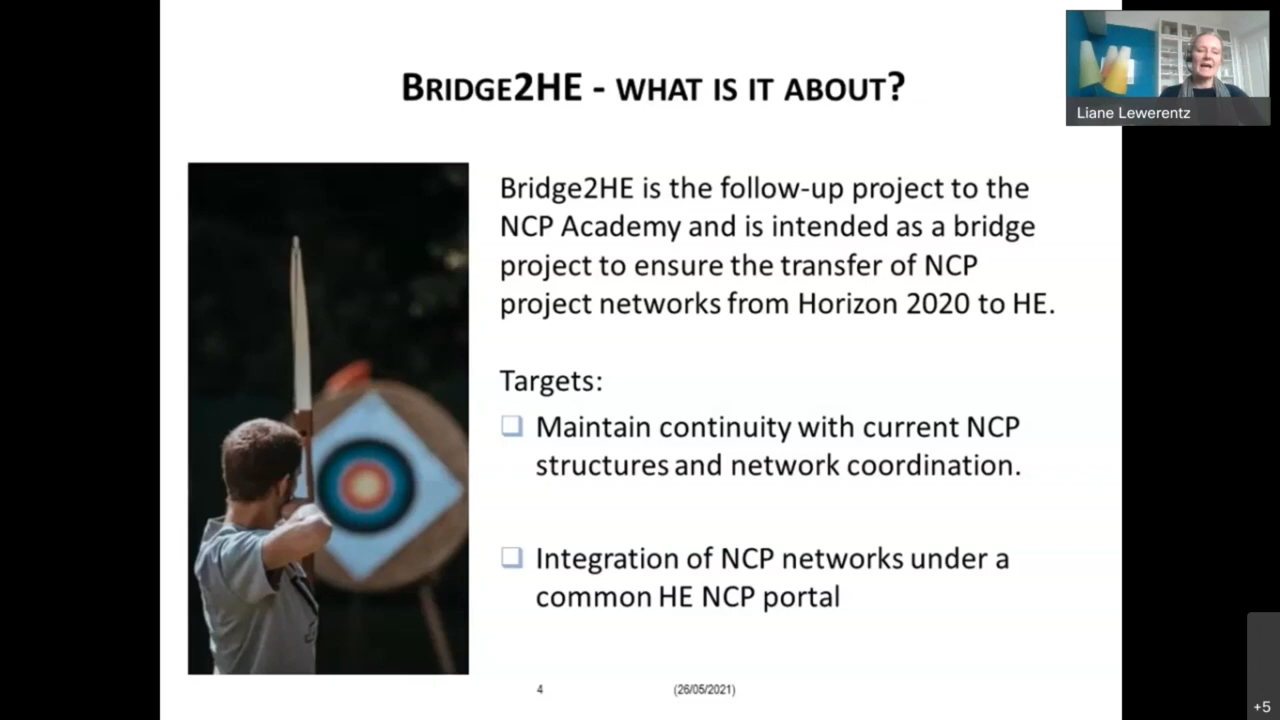 BRIDGE2HE - WHAT IS IT ABOUT?
Liane Lewerentz
Bridge2HE is the follow-up project to the
NCP Academy and is intended as a bridge
project to ensure the transfer of NCP
project networks from Horizon 2020 to HE.
Targets:
Maintain continuity with current NCP
structures and network coordination.
Integration of NCP networks under a
common HE NCP portal
4
(26/05/2021)
+5